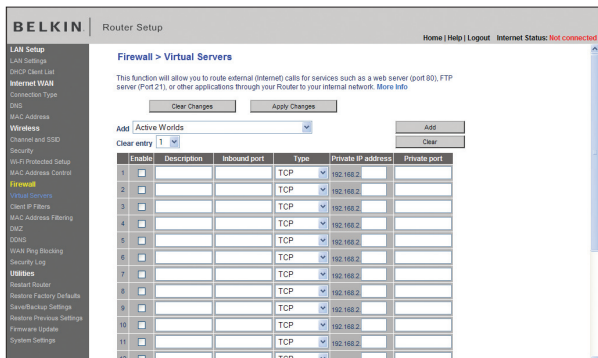 BELKIN. Router Setup
Home | Help | Logout Internet Status: Not connected
LAN Setup
LAN Settings
DHCP Client List
Internet WAN
Connection Type
DNS
MAC Address
Wireless
Channel and SSID
Security
Wi-Fi Protected Setup
MAC Address Control
Firewall
Virtual Servers
Client IP Filters
MAC Address Filtering
DMZ
DDNS
WAN Ping Blocking
Security Log
Utilities
Restart Router
Restore Factory Defaults
Save/Backup Settings
Restore Previous Settings
Firmware Update
System Settings
Firewall > Virtual Servers
This function will allow you to route external (Internet) calls for services such as a web server (port 80), FTP
server (Port 21), or other applications through your Router to your internal network. More Info
Clear Changes Apply Changes
Add Active Worlds Add
Clear entry 1 Clear
Enable Description Inbound port Type Private IP address Private port
1 TCP 192.168.2.
2 TCP 192.168.2.
3 TCP 192.168.2.
4 TCP 192.168.2.
5 TCP 192.168.2.
6 TCP 192.168.2.
7 TCP 192.168.2.
8 TCP 192.168.2.
9 TCP 192.168.2.
10 TCP 192.168.2.
11 TCP 192.168.2.